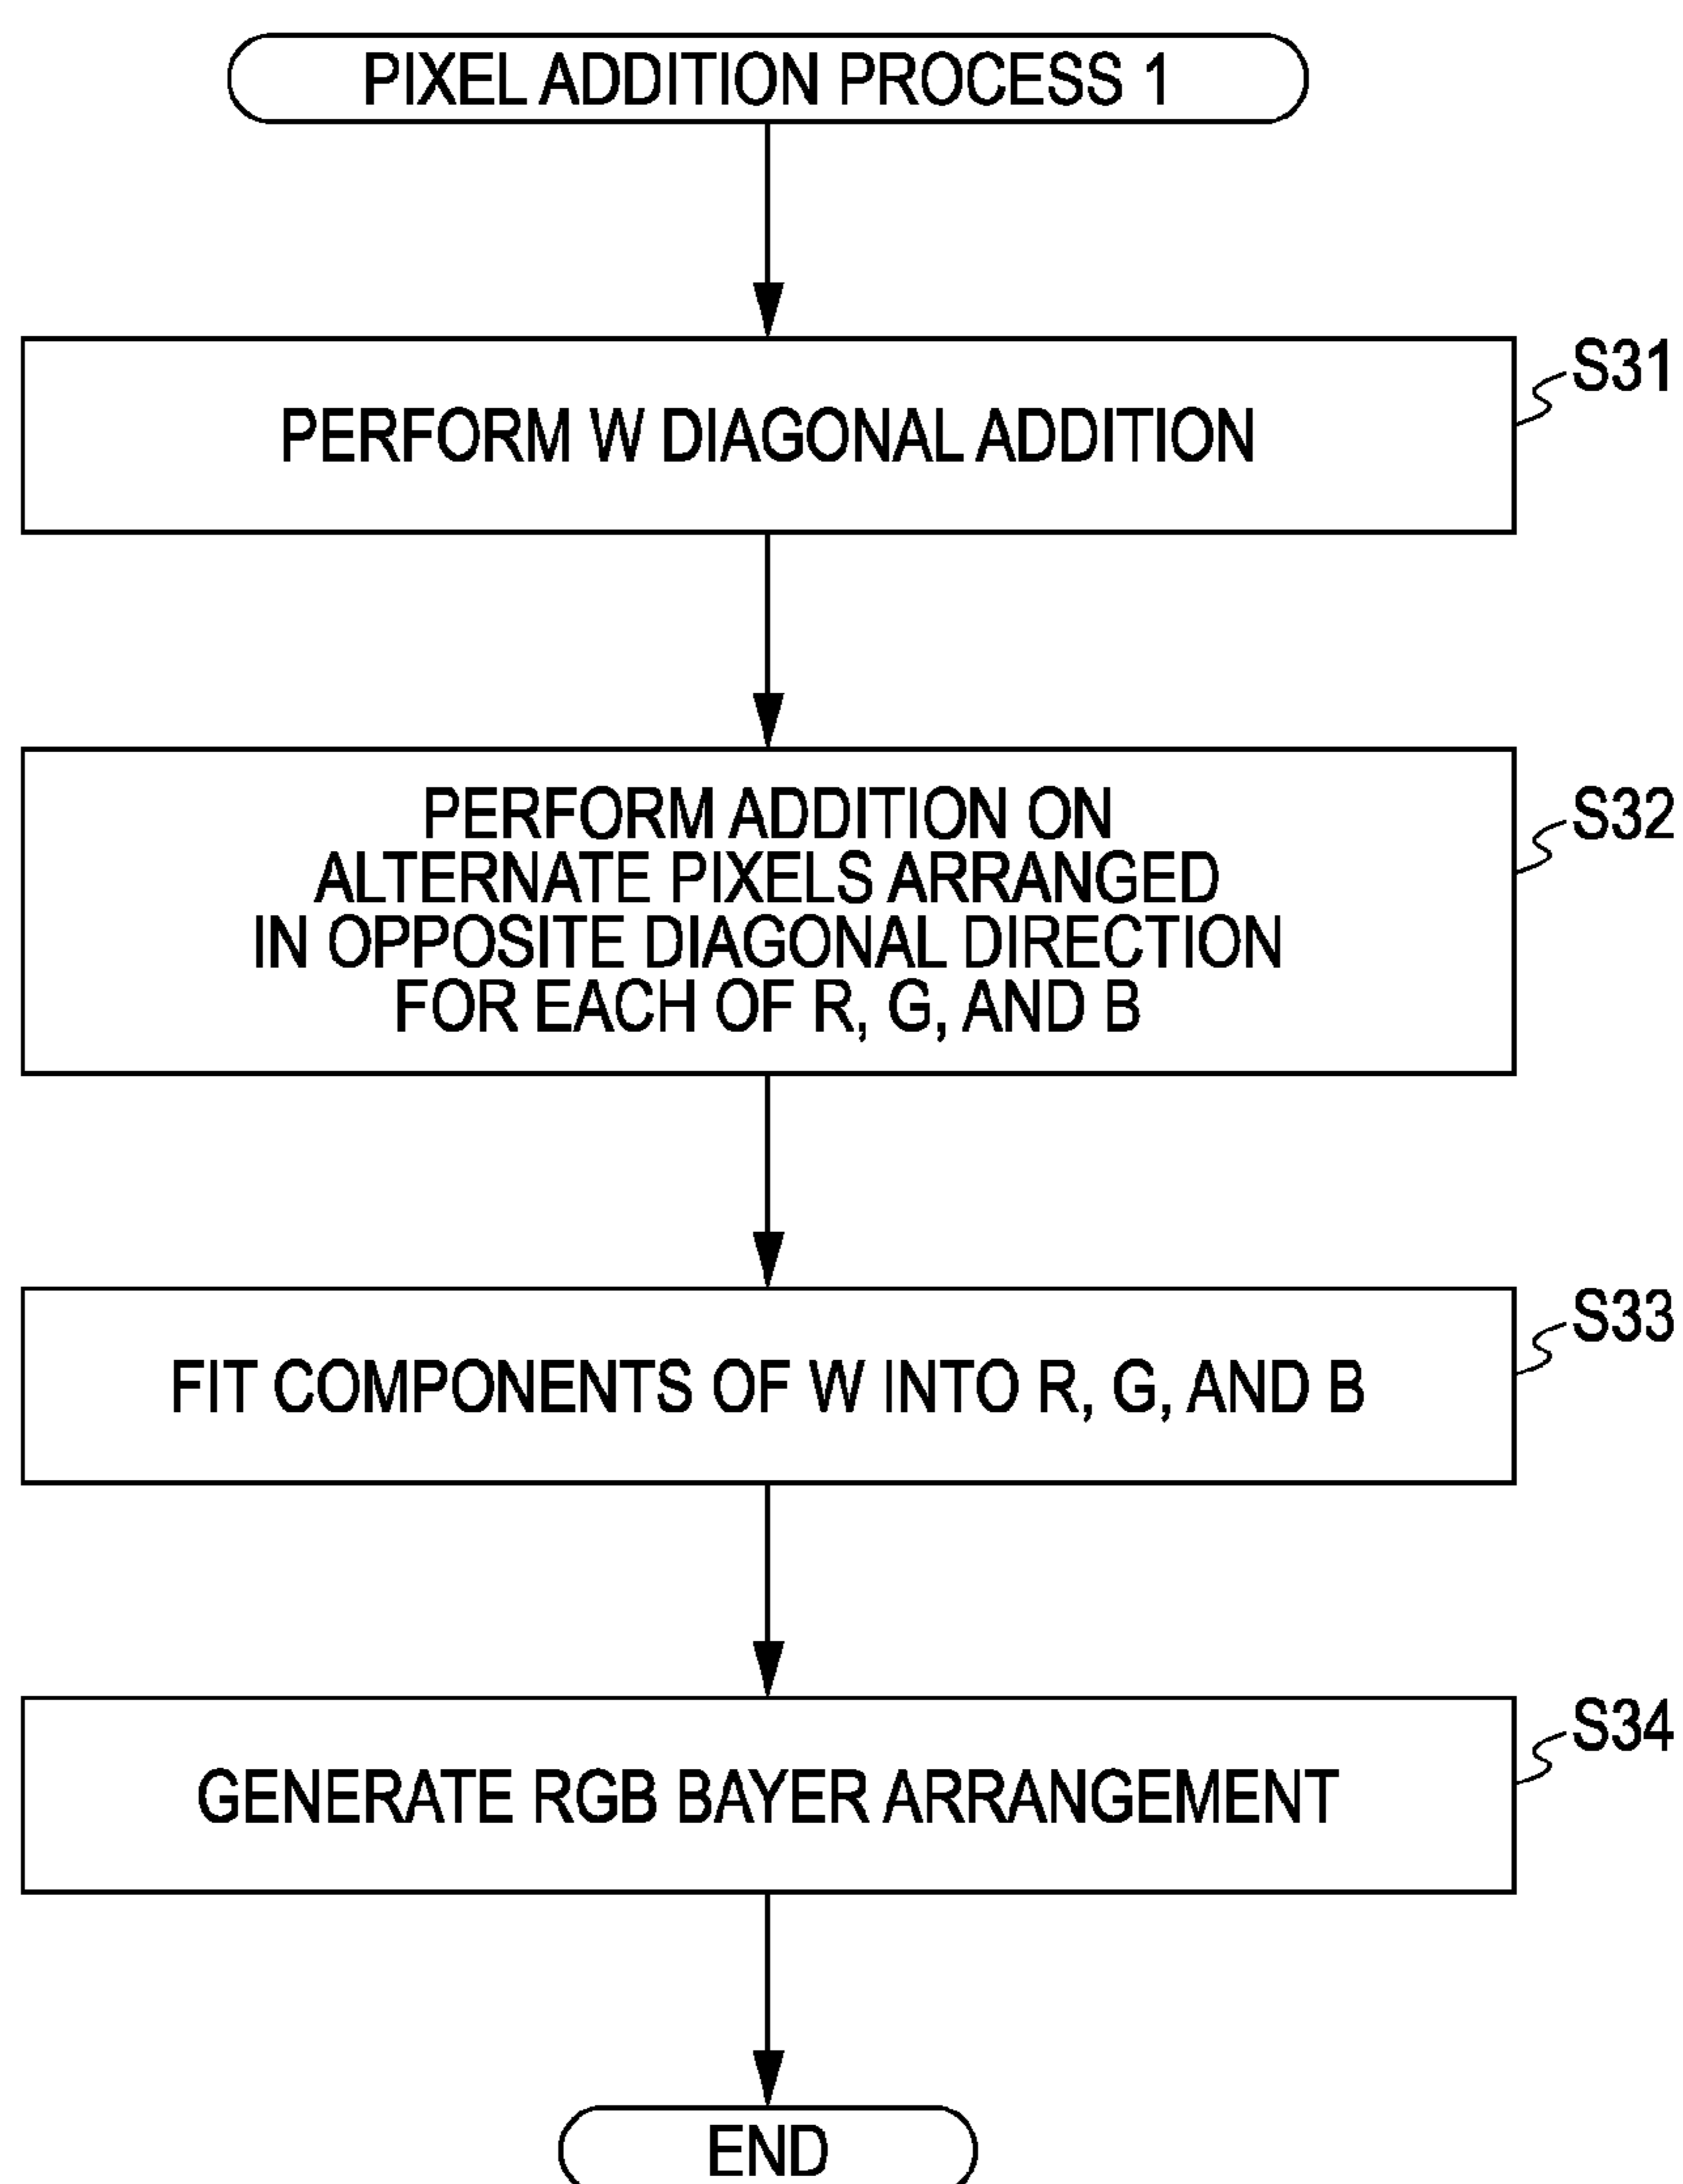 PIXEL ADDITION PROCESS 1
PERFORM W DIAGONAL ADDITION
S31
PERFORM ADDITION ON
ALTERNATE PIXELS ARRANGED
IN OPPOSITE DIAGONAL DIRECTION
FOR EACH OF R, G, AND B
S32
FIT COMPONENTS OF W INTO R, G, AND B
S33
GENERATE RGB BAYER ARRANGEMENT
S34
END